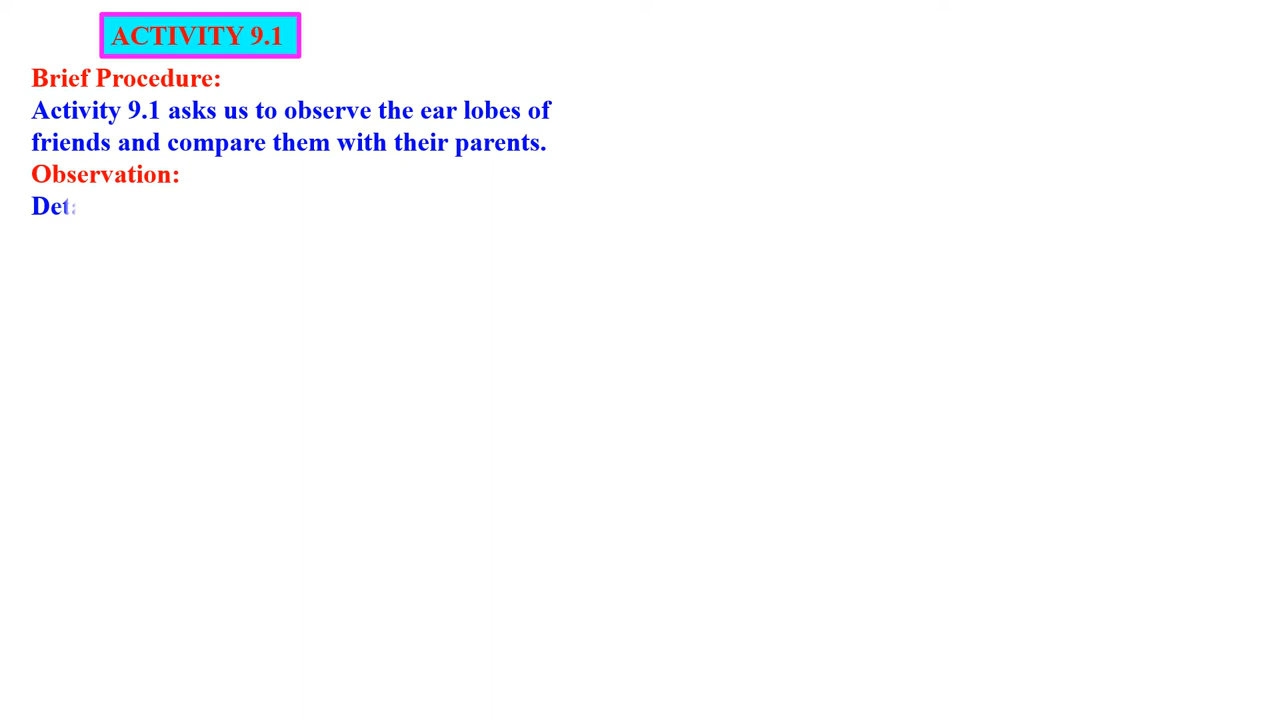 ACTIVITY 9.1
Brief Procedure:
Activity 9.1 asks us to observe the ear lobes of
friends and compare them with their parents.
Observation:
Deta